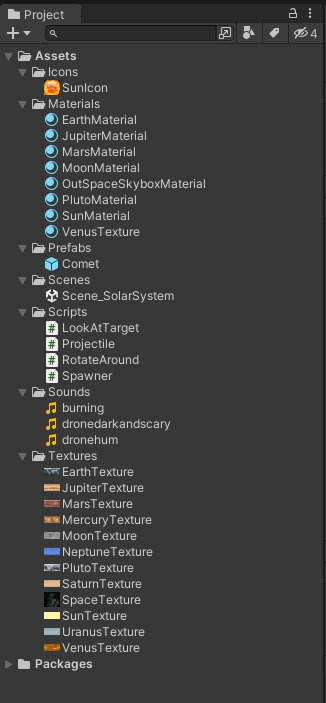 Project
4
Assets
Icons
SunIcon
Materials
EarthMaterial
JupiterMaterial
MarsMaterial
MoonMaterial
OutSpaceSkyboxMaterial
PlutoMaterial
SunMaterial
VenusTexture
Prefabs
Comet
Scenes
Scene_SolarSystem
Scripts
LookAtTarget
Projectile
RotateAround
Spawner
Sounds
burning
dronedarkandscary
dronehum
Textures
EarthTexture
JupiterTexture
MarsTexture
MercuryTexture
MoonTexture
NeptuneTexture
PlutoTexture
SaturnTexture
SpaceTexture
SunTexture
UranusTexture
VenusTexture
Packages